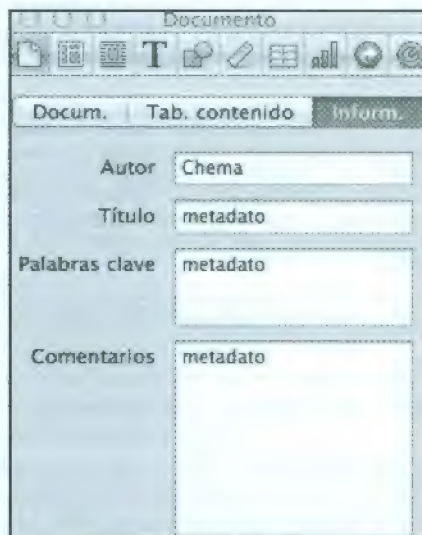 Documento
T
Docum. Tab. contenido Inform.
Autor Chema
Título metadato
Palabras clave metadato
Comentarios metadato